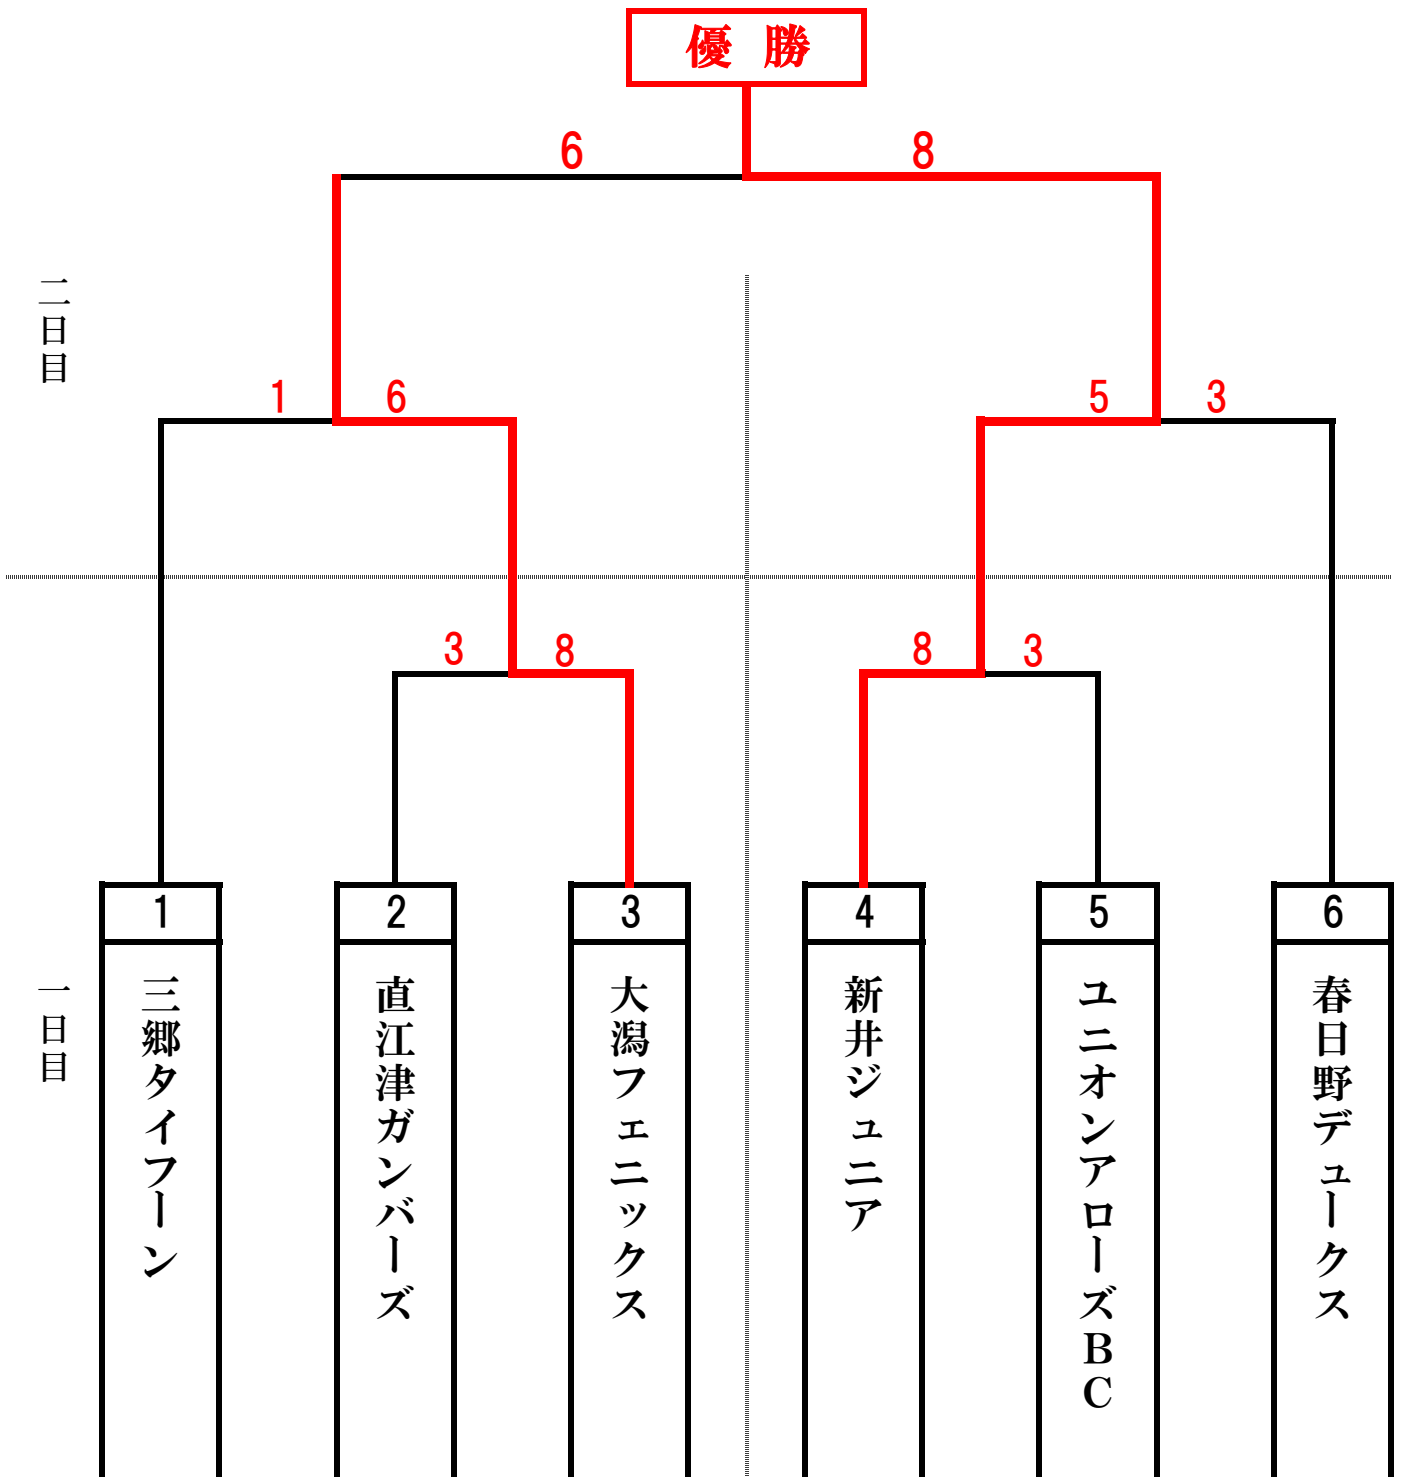 優勝
6 8
二日目
1 6 5 3
3 8 8 3
1 2 3 4 5 6
一日目
三郷タイフーン
直江津ガンバーズ
大潟フェニックス
新井ジュニア
ユニオンアローズBC
春日野デュークス